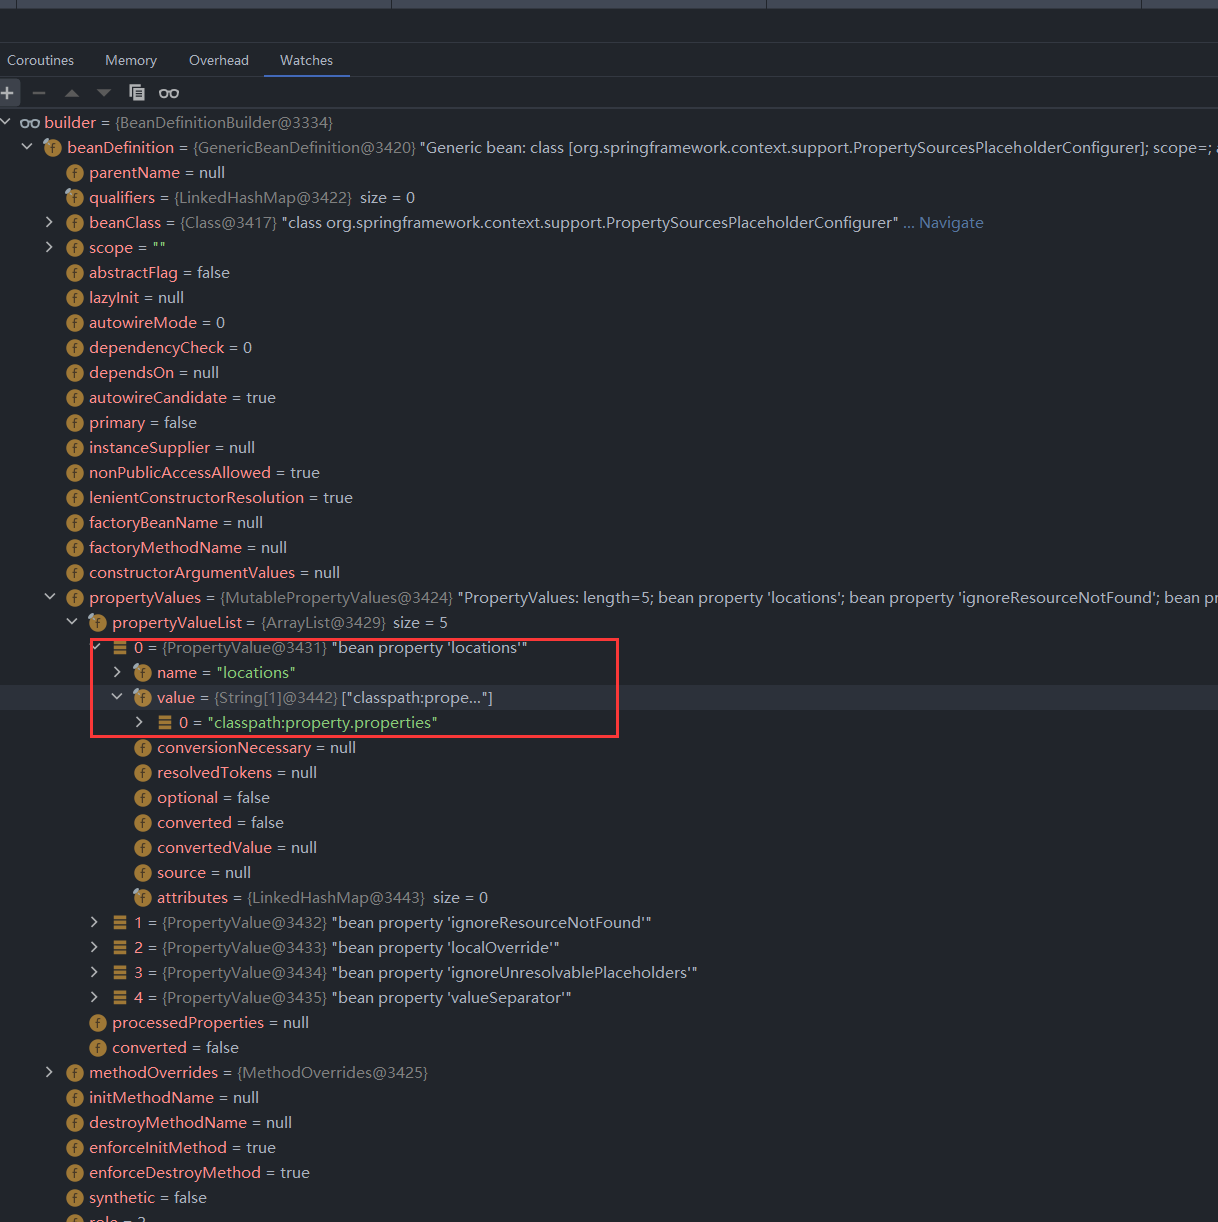 Coroutines Memory Overhead Watches
builder = {BeanDefinitionBuilder@3334}
beanDefinition = {GenericBeanDefinition@3420} "Generic bean: class [org.springframework.context.support.PropertySourcesPlaceholderConfigurer]; scope=;
parentName = null
qualifiers = {LinkedHashMap@3422} size = 0
beanClass = {Class@3417} "class org.springframework.context.support.PropertySourcesPlaceholderConfigurer" ... Navigate
scope = ""
abstractFlag = false
lazyInit = null
autowireMode = 0
dependencyCheck = 0
dependsOn = null
autowireCandidate = true
primary = false
instanceSupplier = null
nonPublicAccessAllowed = true
lenientConstructorResolution = true
factoryBeanName = null
factoryMethodName = null
constructorArgumentValues = null
propertyValues = {MutablePropertyValues@3424} "PropertyValues: length=5; bean property 'locations'; bean property 'ignoreResourceNotFound'; bean pr
propertyValueList = {ArrayList@3429} size = 5
0 = {PropertyValue@3431} "bean property 'locations'"
name = "locations"
value = {String[1]@3442} ["classpath:prope..."]
0 = "classpath:property.properties"
conversionNecessary = null
resolvedTokens = null
optional = false
converted = false
convertedValue = null
source = null
attributes = {LinkedHashMap@3443} size = 0
1 = {PropertyValue@3432} "bean property 'ignoreResourceNotFound'"
2 = {PropertyValue@3433} "bean property 'localOverride'"
3 = {PropertyValue@3434} "bean property 'ignoreUnresolvablePlaceholders'"
4 = {PropertyValue@3435} "bean property 'valueSeparator'"
processedProperties = null
converted = false
methodOverrides = {MethodOverrides@3425}
initMethodName = null
destroyMethodName = null
enforceInitMethod = true
enforceDestroyMethod = true
synthetic = false